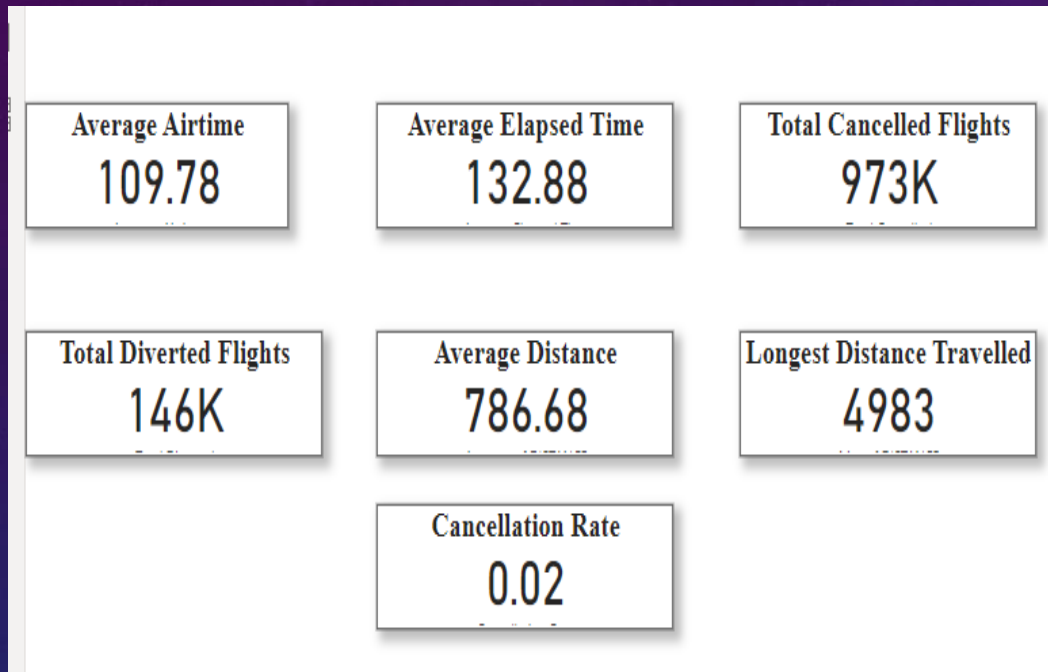 Average Airtime
109.78
Average Elapsed Time
132.88
Total Cancelled Flights
973K
Total Diverted Flights
146K
Average Distance
786.68
Longest Distance Travelled
4983
Cancellation Rate
0.02